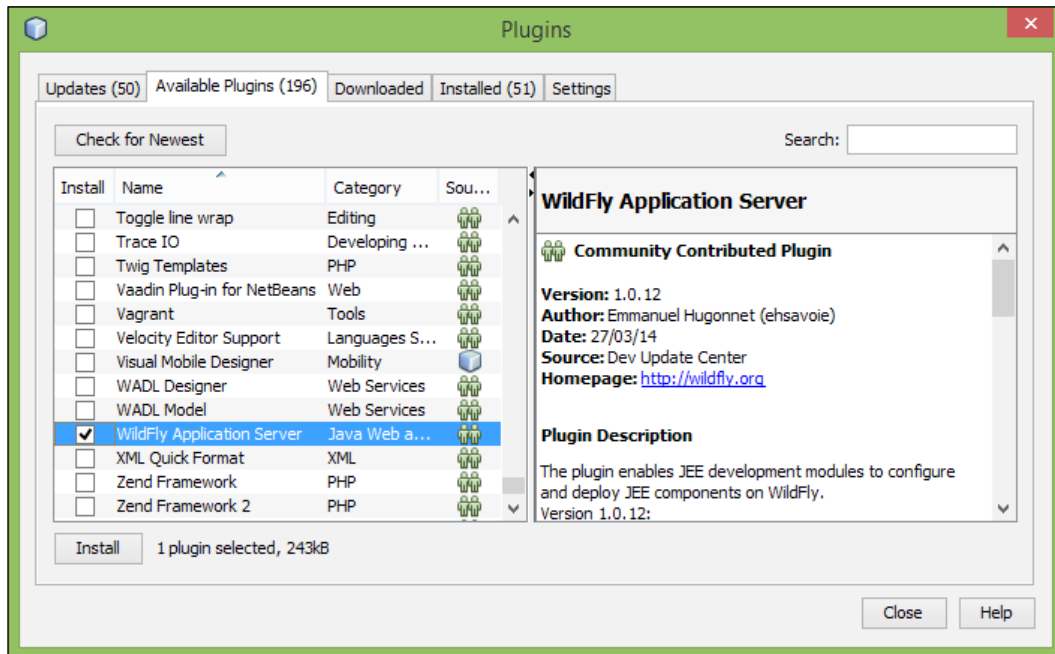 Plugins
Updates (50) Available Plugins (196) Downloaded Installed (51) Settings
Check for Newest Search:
Install Name Category Sou...
Toggle line wrap Editing
Trace IO Developing ...
Twig Templates PHP
Vaadin Plug-in for NetBeans Web
Vagrant Tools
Velocity Editor Support Languages S...
Visual Mobile Designer Mobility
WADL Designer Web Services
WADL Model Web Services
WildFly Application Server Java Web a...
XML Quick Format XML
Zend Framework PHP
Zend Framework 2 PHP
WildFly Application Server
Community Contributed Plugin
Version: 1.0.12
Author: Emmanuel Hugonnet (ehsavoie)
Date: 27/03/14
Source: Dev Update Center
Homepage: http://wildfly.org
Plugin Description
The plugin enables JEE development modules to configure
and deploy JEE components on WildFly.
Version 1.0.12:
Install 1 plugin selected, 243kB
Close Help